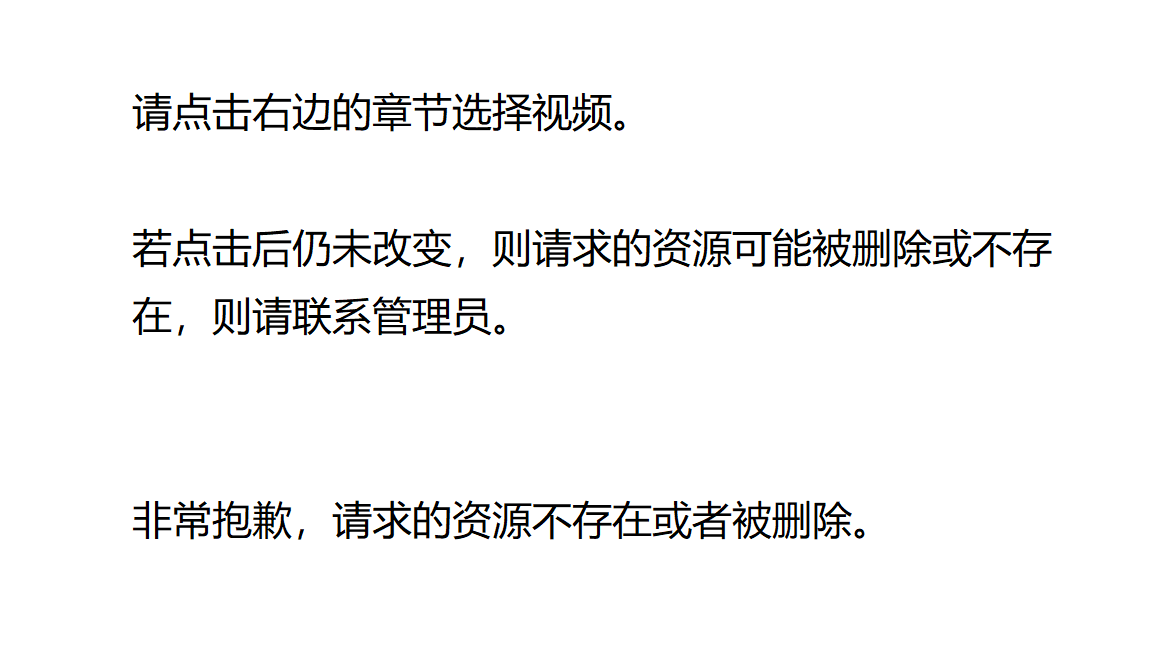 请点击右边的章节选择视频。
若点击后仍未改变，则请求的资源可能被删除或不存
在，则请联系管理员。
非常抱歉，请求的资源不存在或者被删除。